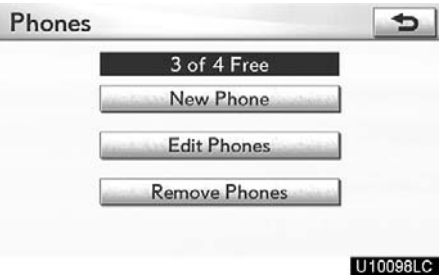 Phones
3 of 4 Free
New Phone
Edit Phones
Remove Phones
U10098LC